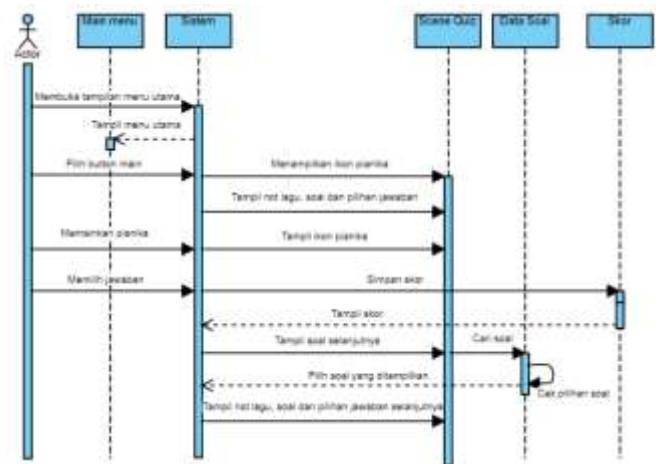 Actor
Main menu
Sistem
Scene Quiz
Data Soal
Skor
Membuka tampilan menu utama
Tampil menu utama
Pilih button main
Menampilkan ikon pianika
Tampil not lagu, soal dan pilihan jawaban
Memainkan pianika
Tampil ikon pianika
Memilih jawaban
Simpan skor
Tampil skor
Tampil soal selanjutnya
Cari soal
Pilih soal yang ditampilkan
Cek pilihan soal
Tampil not lagu, soal dan pilihan jawaban selanjutnya